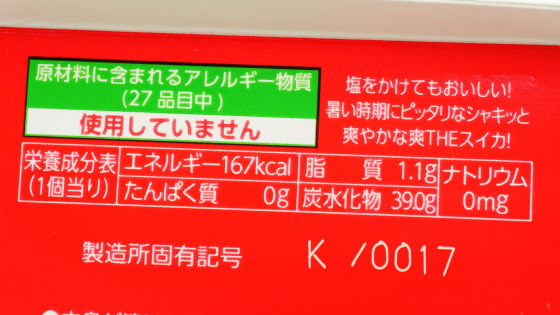 原材料に含まれるアレルギー物質
(27品目中)
使用していません
塩をかけてもおいしい!
暑い時期にピッタリなシャキッと
爽やかな爽THEスイカ!
栄養成分表 エネルギー167kcal 脂 質 1.1g ナトリウム
(1個当り) たんぱく質 0g 炭水化物 39.0g 0mg
製造所固有記号 K /0017